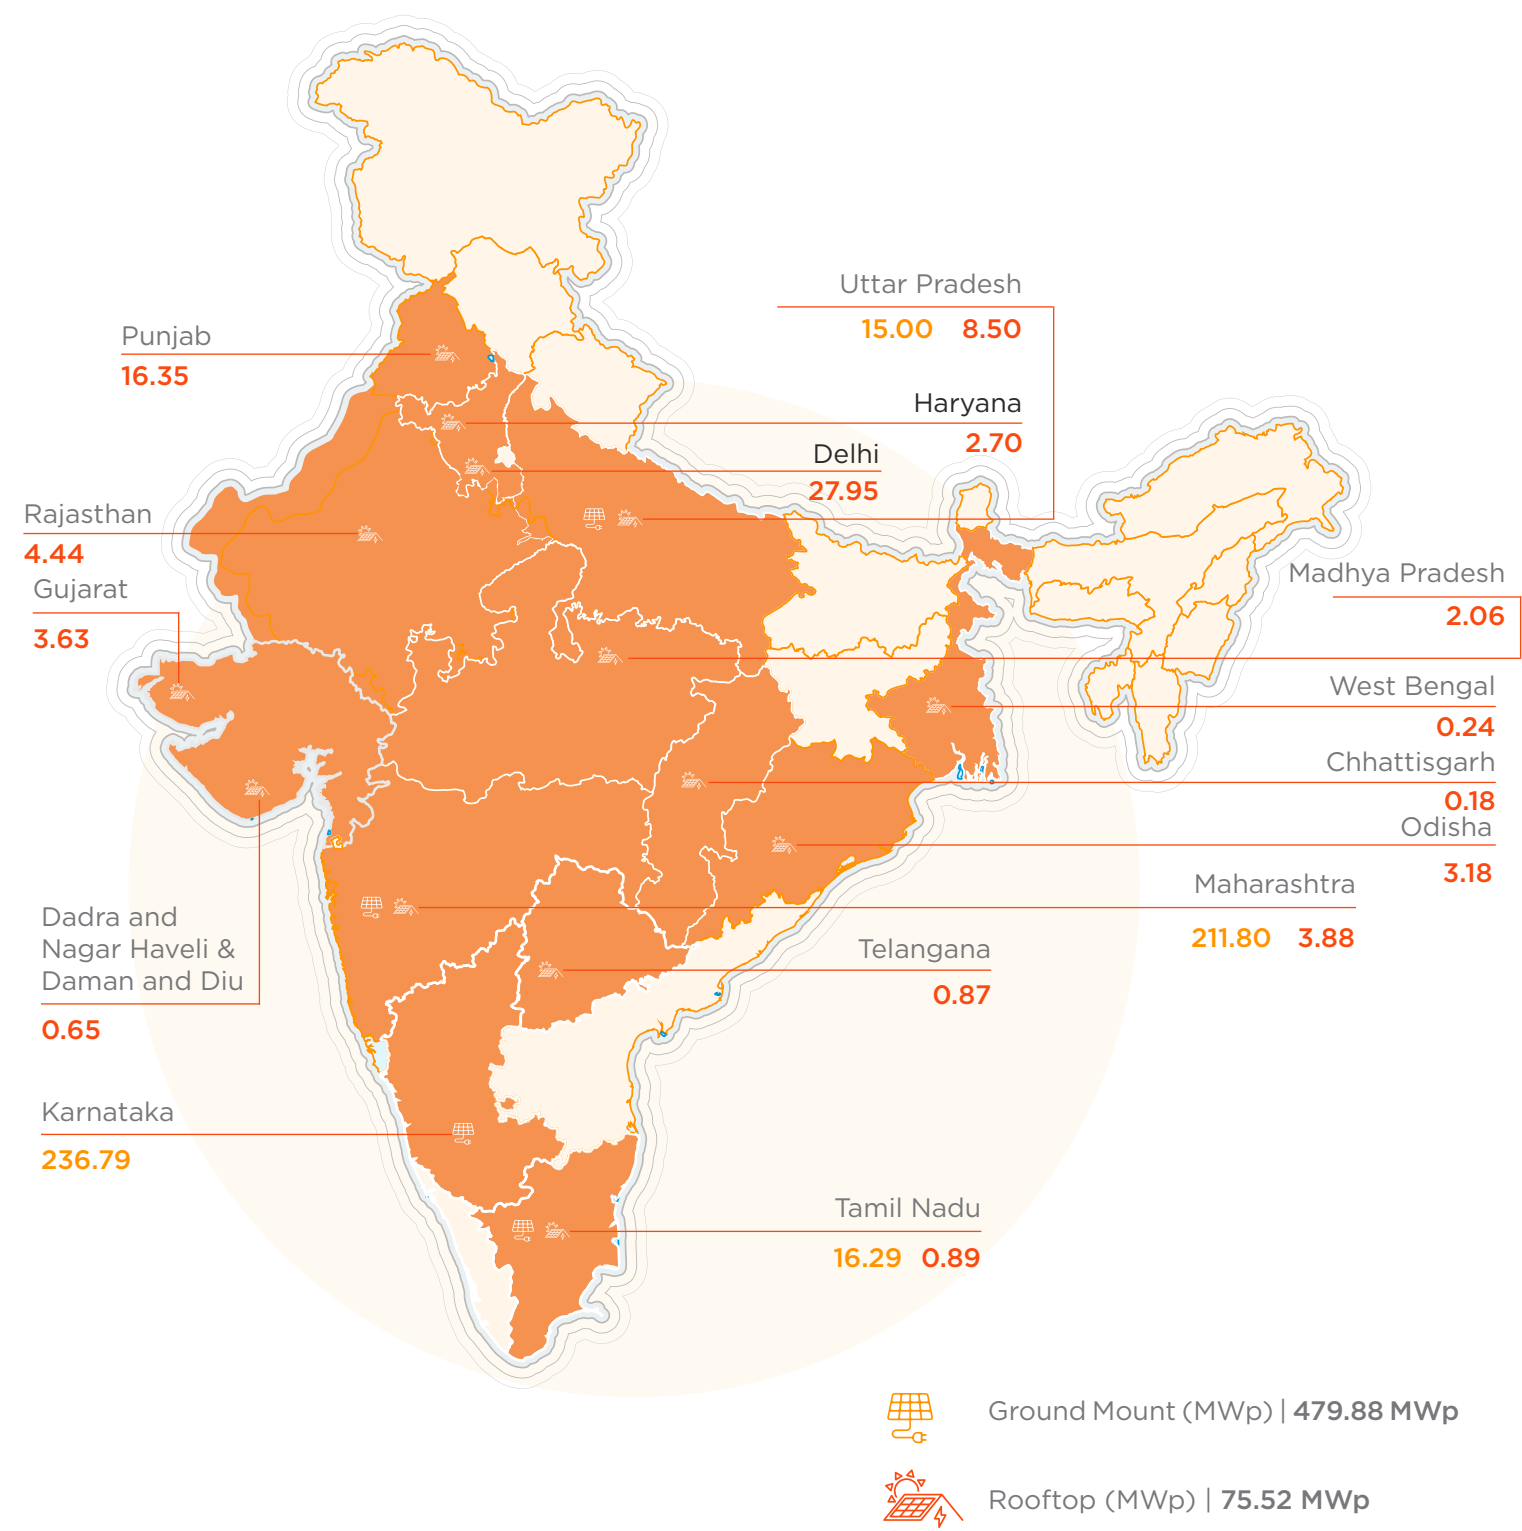 Uttar Pradesh
15.00 8.50
Punjab
16.35
Haryana
2.70
Delhi
27.95
Rajasthan
4.44
Gujarat
3.63
Madhya Pradesh
2.06
West Bengal
0.24
Chhattisgarh
0.18
Odisha
3.18
Maharashtra
211.80 3.88
Dadra and
Nagar Haveli &
Daman and Diu
0.65
Telangana
0.87
Karnataka
236.79
Tamil Nadu
16.29 0.89
Ground Mount (MWp) | 479.88 MWp
Rooftop (MWp) | 75.52 MWp